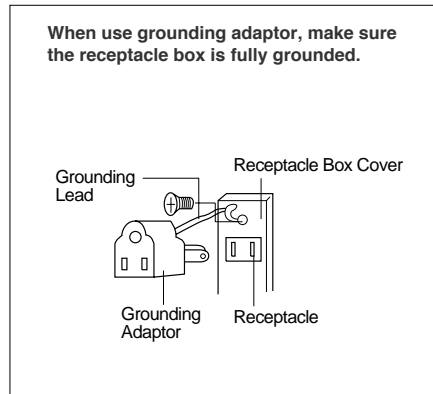 When use grounding adaptor, make sure
the receptacle box is fully grounded.
Grounding
Lead
Receptacle Box Cover
Grounding
Adaptor
Receptacle